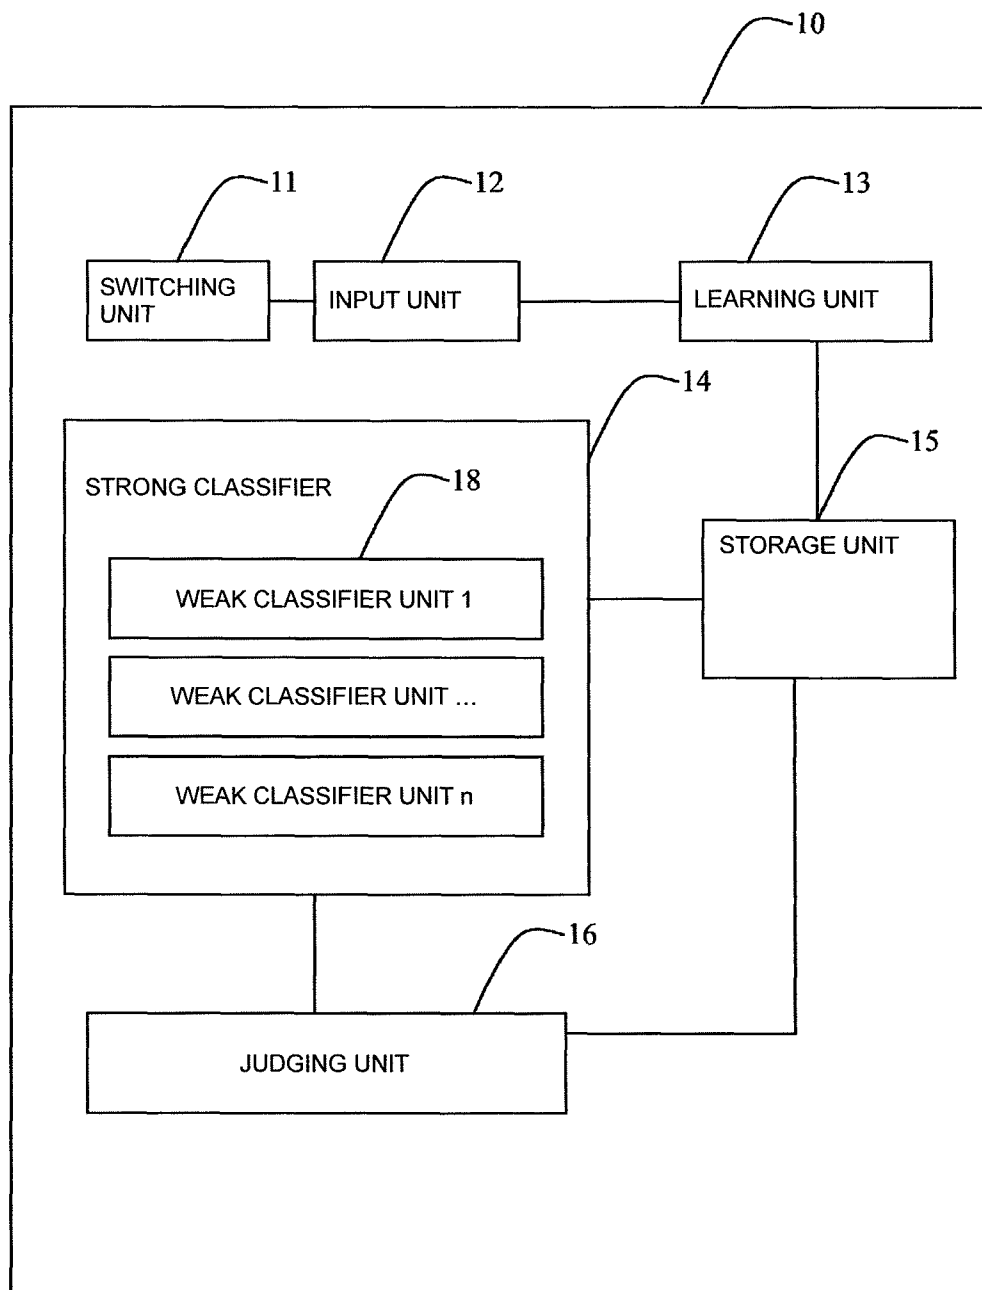 10
11
12
13
SWITCHING
UNIT
INPUT UNIT
LEARNING UNIT
14
15
STRONG CLASSIFIER
18
STORAGE UNIT
WEAK CLASSIFIER UNIT 1
WEAK CLASSIFIER UNIT ...
WEAK CLASSIFIER UNIT n
16
JUDGING UNIT